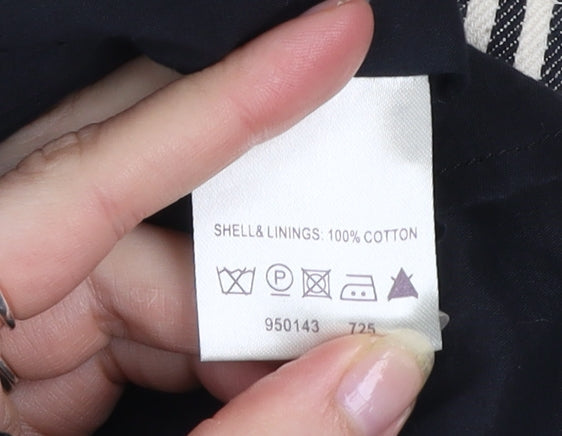 SHELL& LININGS: 100% COTTON
P
950143 725